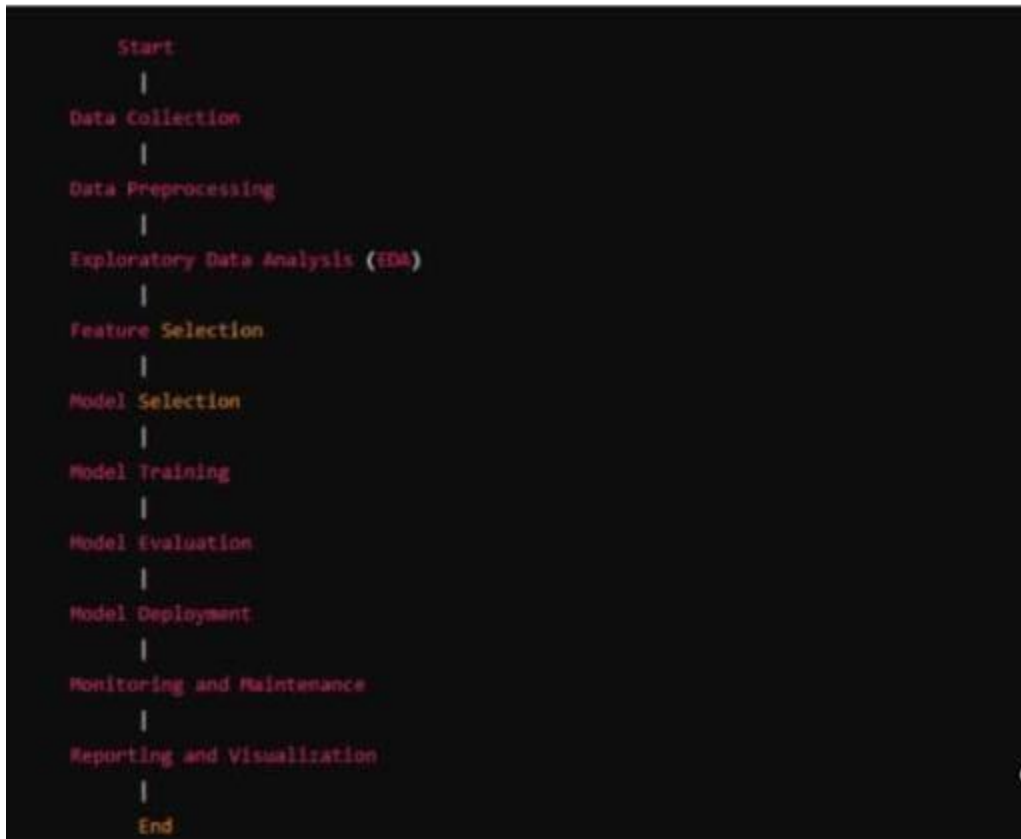 Start
|
Data Collection
|
Data Preprocessing
|
Exploratory Data Analysis (EDA)
|
Feature Selection
|
Model Selection
|
Model Training
|
Model Evaluation
|
Model Deployment
|
Monitoring and Maintenance
|
Reporting and Visualization
|
End